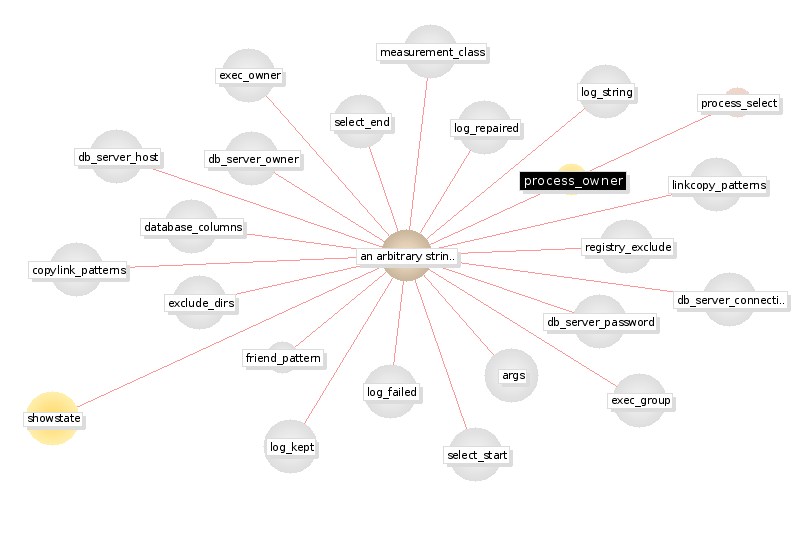 measurement_class
exec_owner
log_string
process_select
select_end
log_repaired
db_server_host
db_server_owner
process_owner
linkcopy_patterns
database_columns
registry_exclude
an arbitrary strin..
copylink_patterns
exclude_dirs
db_server_connecti..
db_server_password
friend_pattern
args
log_failed
exec_group
showstate
log_kept
select_start